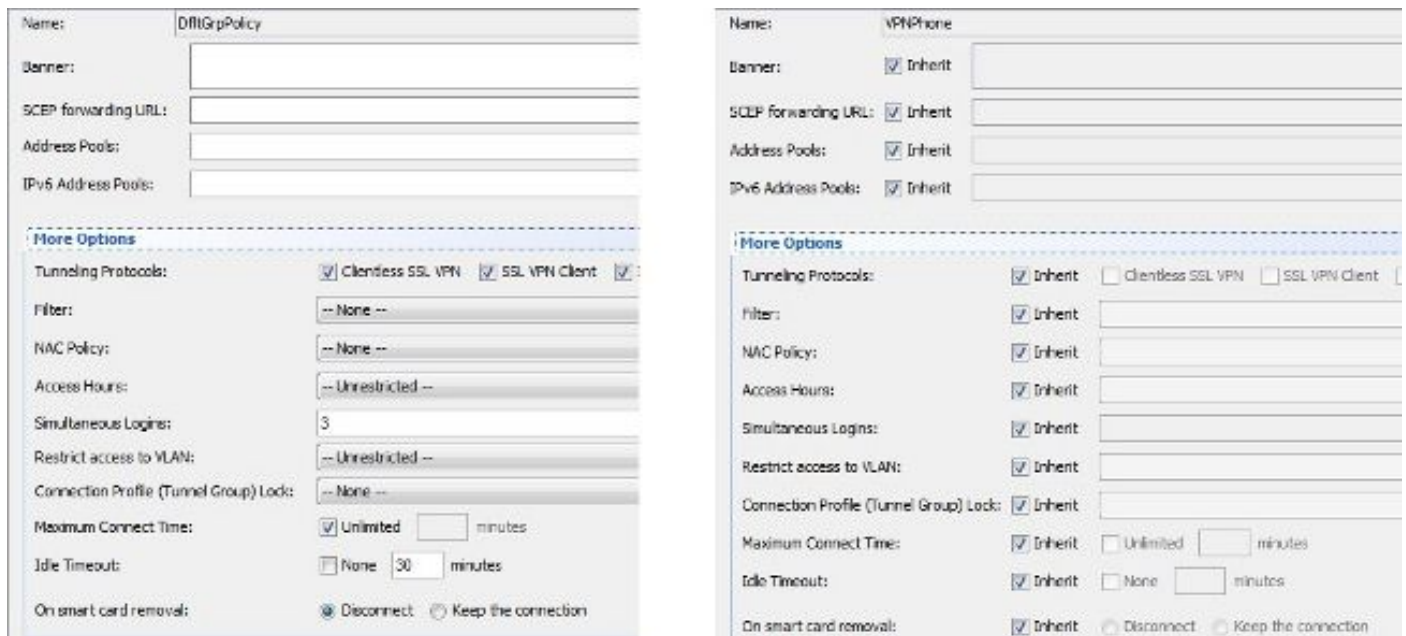 Name: DfltGrpPolicy
Banner:
SCEP forwarding URL:
Address Pools:
IPv6 Address Pools:
More Options
Tunneling Protocols: Clientless SSL VPN SSL VPN Client
Filter: -- None --
NAC Policy: -- None --
Access Hours: -- Unrestricted --
Simultaneous Logins: 3
Restrict access to VLAN: -- Unrestricted --
Connection Profile (Tunnel Group) Lock: -- None --
Maximum Connect Time: Unlimited minutes
Idle Timeout: None 30 minutes
On smart card removal: Disconnect Keep the connection
Name: VPNPhone
Banner: Inherit
SCEP forwarding URL: Inherit
Address Pools: Inherit
IPv6 Address Pools: Inherit
More Options
Tunneling Protocols: Inherit Clientless SSL VPN SSL VPN Client
Filter: Inherit
NAC Policy: Inherit
Access Hours: Inherit
Simultaneous Logins: Inherit
Restrict access to VLAN: Inherit
Connection Profile (Tunnel Group) Lock: Inherit
Maximum Connect Time: Inherit Unlimited minutes
Idle Timeout: Inherit None minutes
On smart card removal: Inherit Disconnect Keep the connection